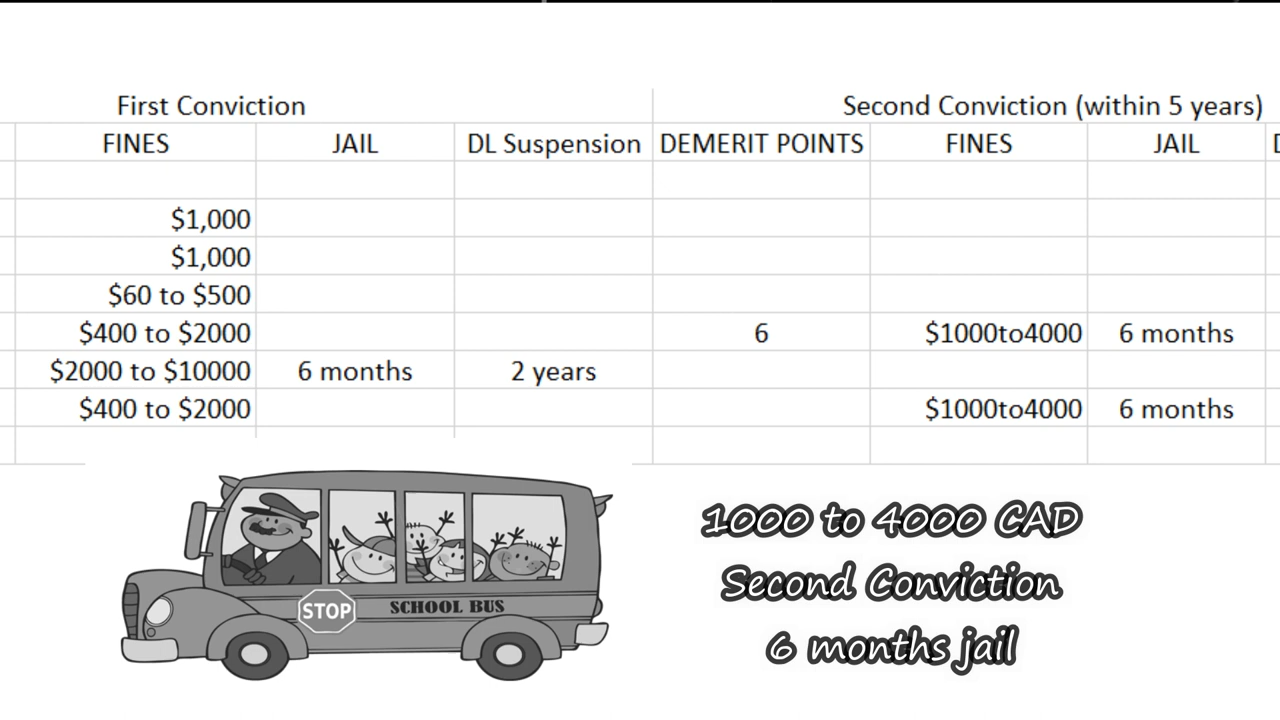 First Conviction Second Conviction (within 5 years)
FINES JAIL DL Suspension DEMERIT POINTS FINES JAIL
$1,000
$1,000
$60 to $500
$400 to $2000 6 $1000to4000 6 months
$2000 to $10000 6 months 2 years
$400 to $2000 $1000to4000 6 months
1000 to 4000 CAD
Second Conviction
6 months jail
STOP SCHOOL BUS